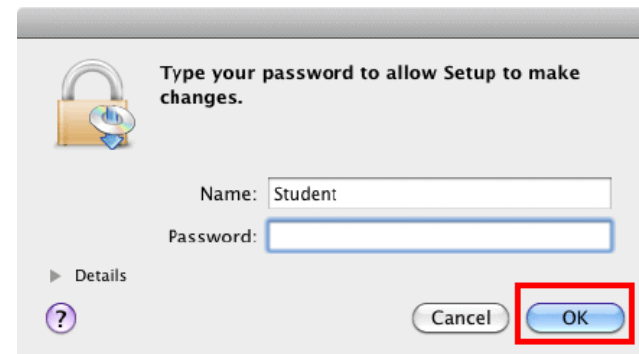 Type your password to allow Setup to make
changes.
Name: Student
Password:
Details
? Cancel OK